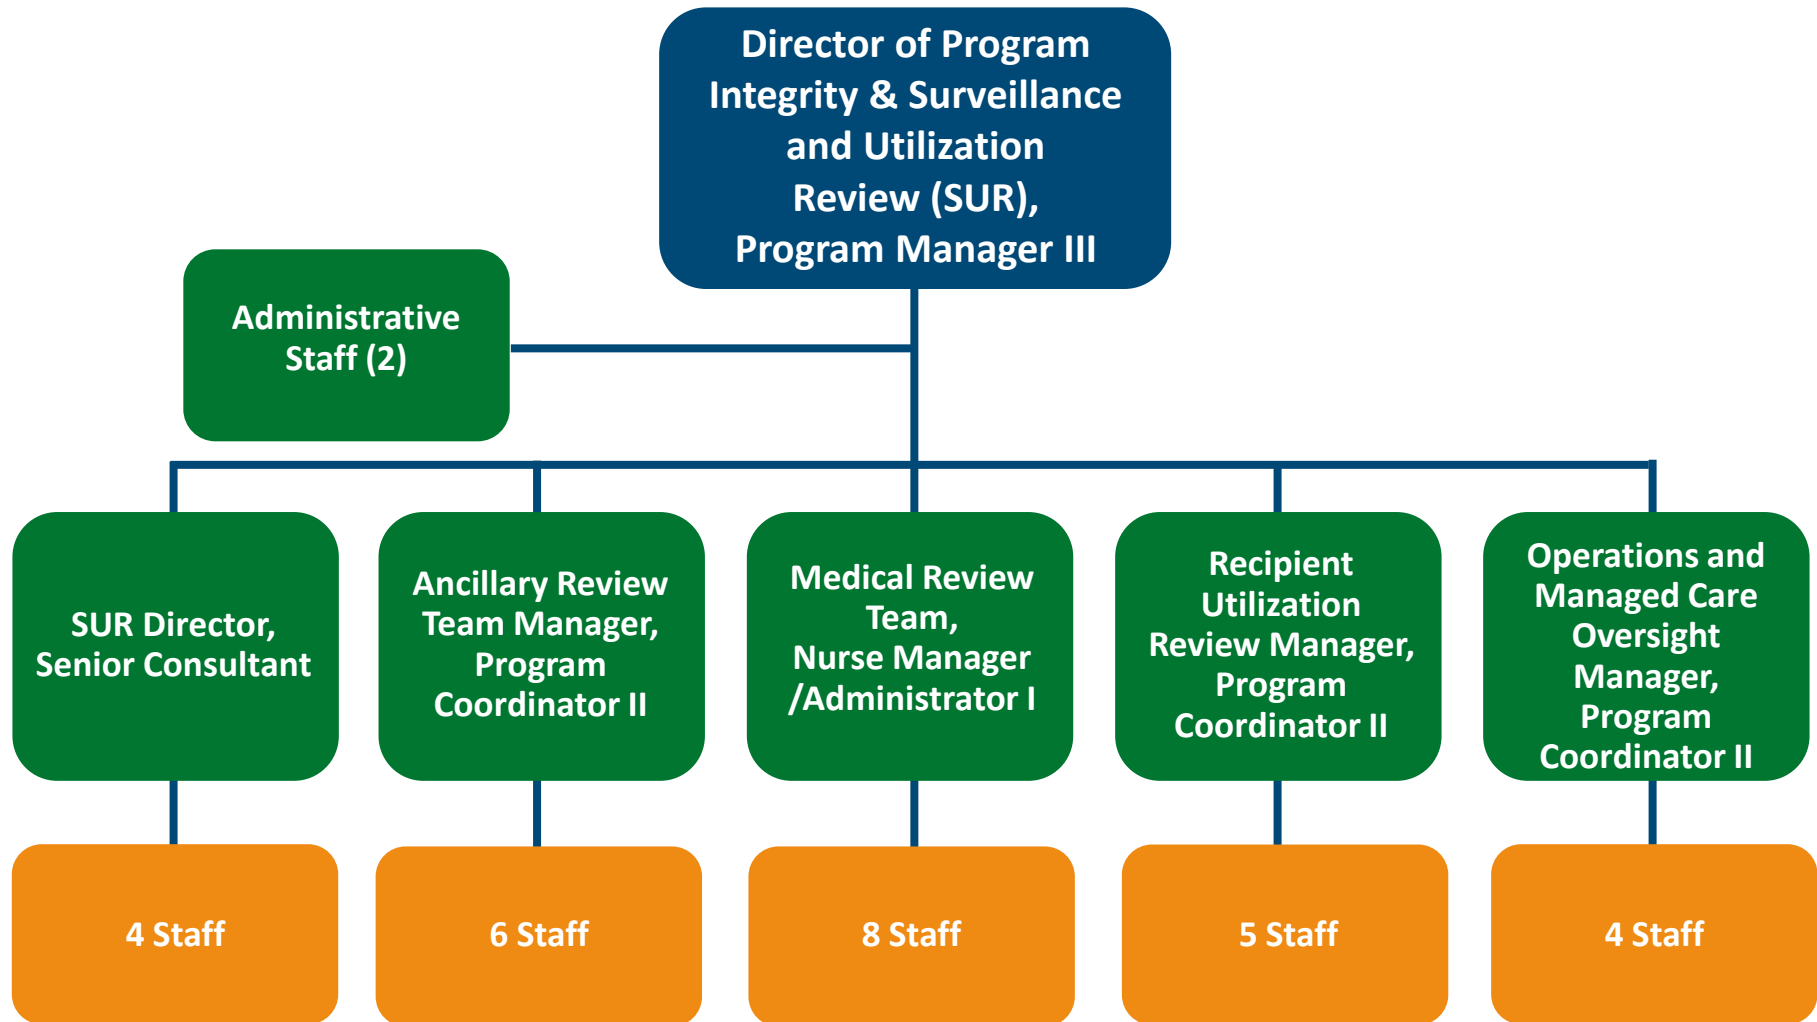 Director of Program
Integrity & Surveillance
and Utilization
Review (SUR),
Program Manager III
Administrative
Staff (2)
SUR Director,
Senior Consultant
Ancillary Review
Team Manager,
Program
Coordinator II
Medical Review
Team,
Nurse Manager
/Administrator I
Recipient
Utilization
Review Manager,
Program
Coordinator II
Operations and
Managed Care
Oversight
Manager,
Program
Coordinator II
4 Staff
6 Staff
8 Staff
5 Staff
4 Staff